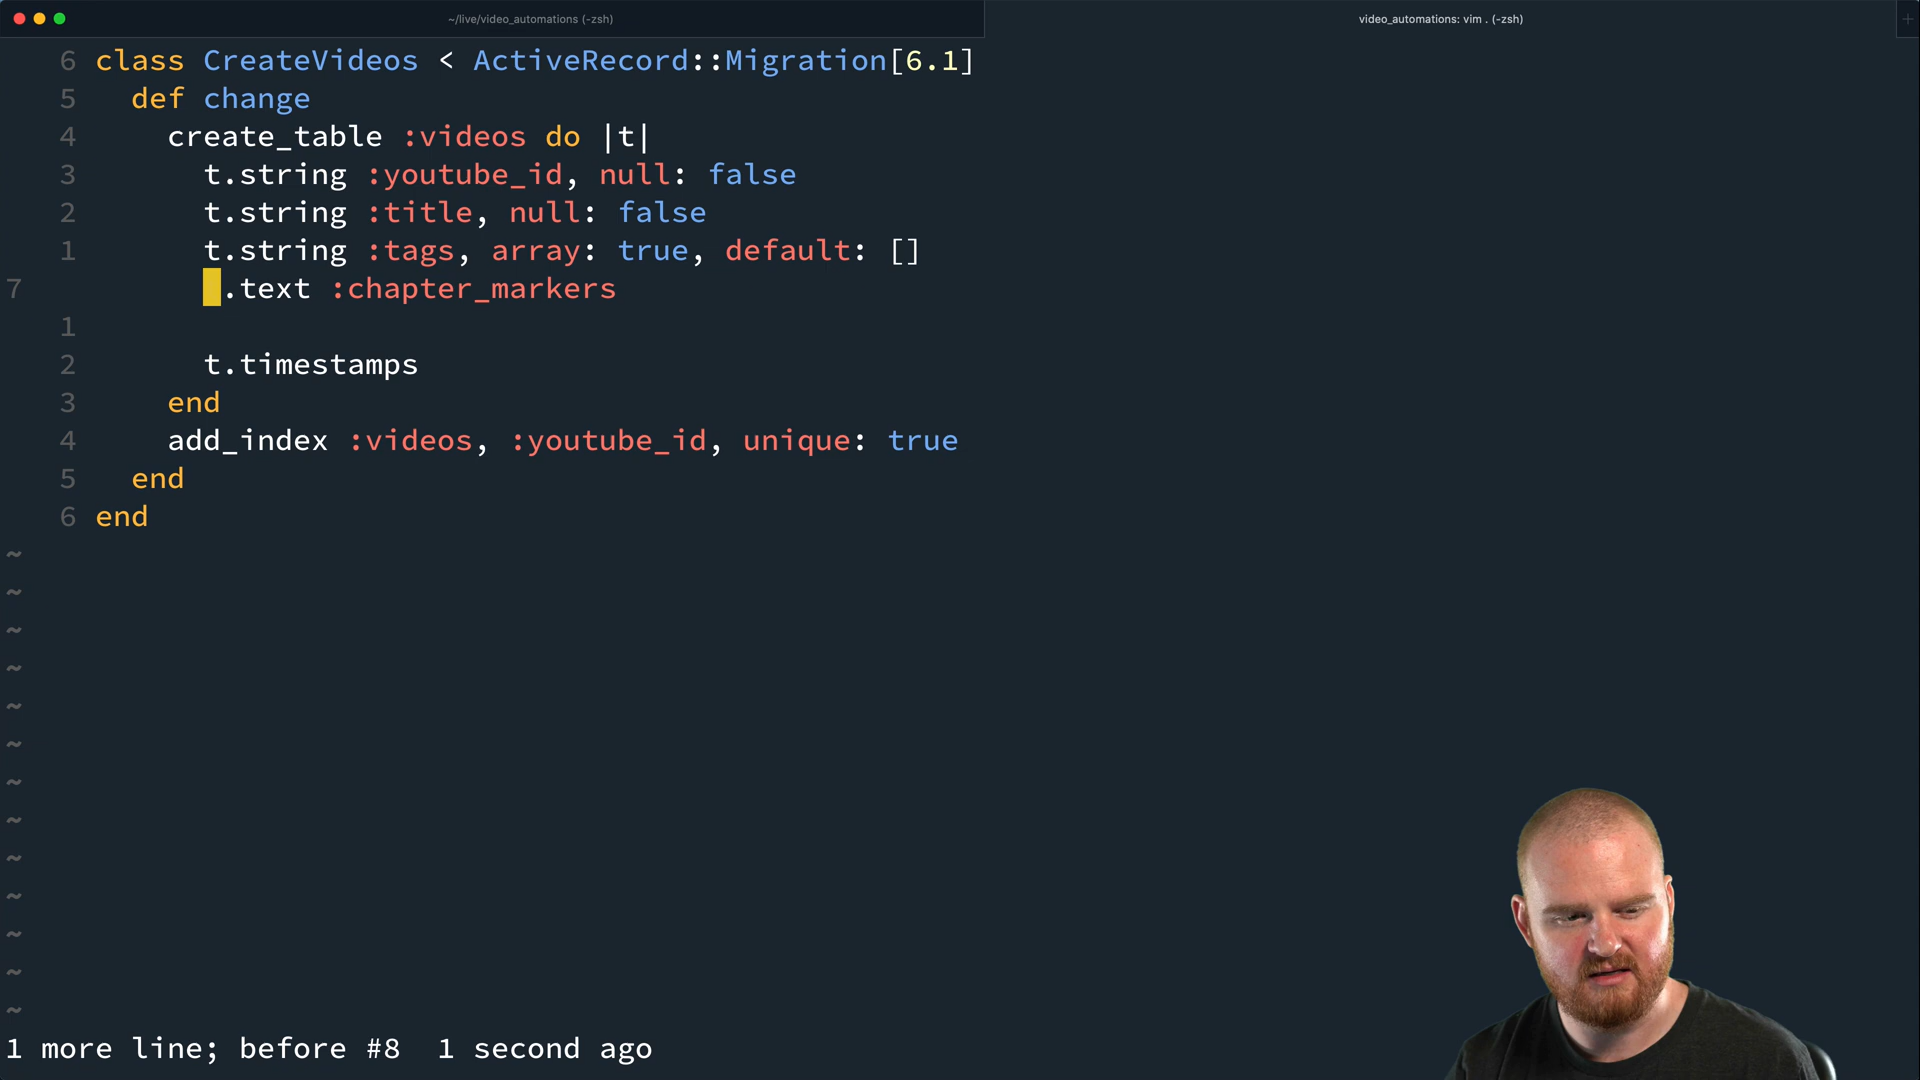 ~/live/video_automations (-zsh)
video_automations: vim . (-zsh)
+
6 class CreateVideos < ActiveRecord::Migration[6.1]
5   def change
4     create_table :videos do |t|
3       t.string :youtube_id, null: false
2       t.string :title, null: false
1       t.string :tags, array: true, default: []
7       .text :chapter_markers
1
2       t.timestamps
3     end
4     add_index :videos, :youtube_id, unique: true
5   end
6 end
~
~
~
~
~
~
~
~
~
~
~
~
~
1 more line; before #8  1 second ago